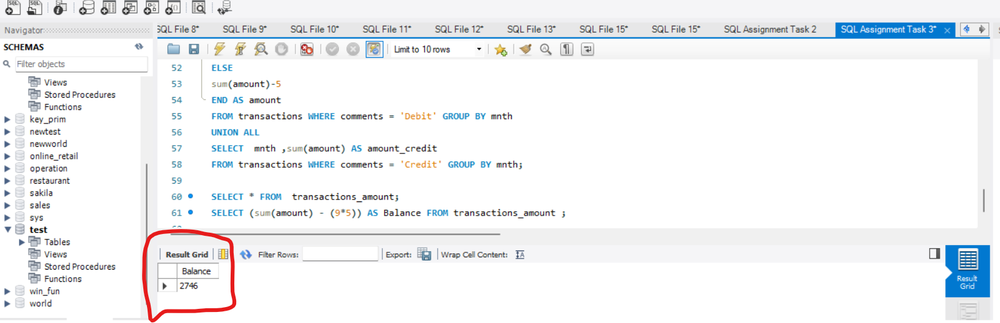 SQL File 8* SQL File 9* SQL File 10* SQL File 11* SQL File 12* SQL File 13* SQL File 15* SQL File 15* SQL Assignment Task 2 SQL Assignment Task 3*
Navigator
SCHEMAS
Filter objects
Views
Stored Procedures
Functions
key_prim
newtest
newworld
online_retail
operation
restaurant
sakila
sales
sys
test
Tables
Views
Stored Procedures
Functions
win_fun
world
Limit to 10 rows
52 ELSE
53 sum(amount)-5
54 END AS amount
55 FROM transactions WHERE comments = 'Debit' GROUP BY mnth
56 UNION ALL
57 SELECT  mnth ,sum(amount) AS amount_credit
58 FROM transactions WHERE comments = 'Credit' GROUP BY mnth;
59
60 SELECT * FROM  transactions_amount;
61 SELECT (sum(amount) - (9*5)) AS Balance FROM transactions_amount ;
Result Grid Filter Rows: Export: Wrap Cell Content:
Balance
2746
Result
Grid